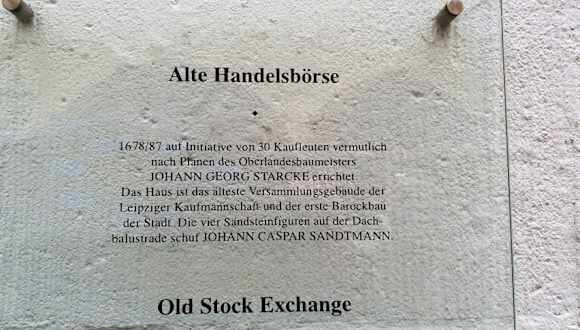 Alte Handelsbörse
1678/87 auf Initiative von 30 Kaufleuten vermutlich
nach Plänen des Oberlandesbaumeisters
JOHANN GEORG STARCKE errichtet.
Das Haus ist das älteste Versammlungsgebäude der
Leipziger Kaufmannschaft und der erste Barockbau
der Stadt. Die vier Sandsteinfiguren auf der Dach-
balustrade schuf JOHANN CASPAR SANDTMANN.
Old Stock Exchange